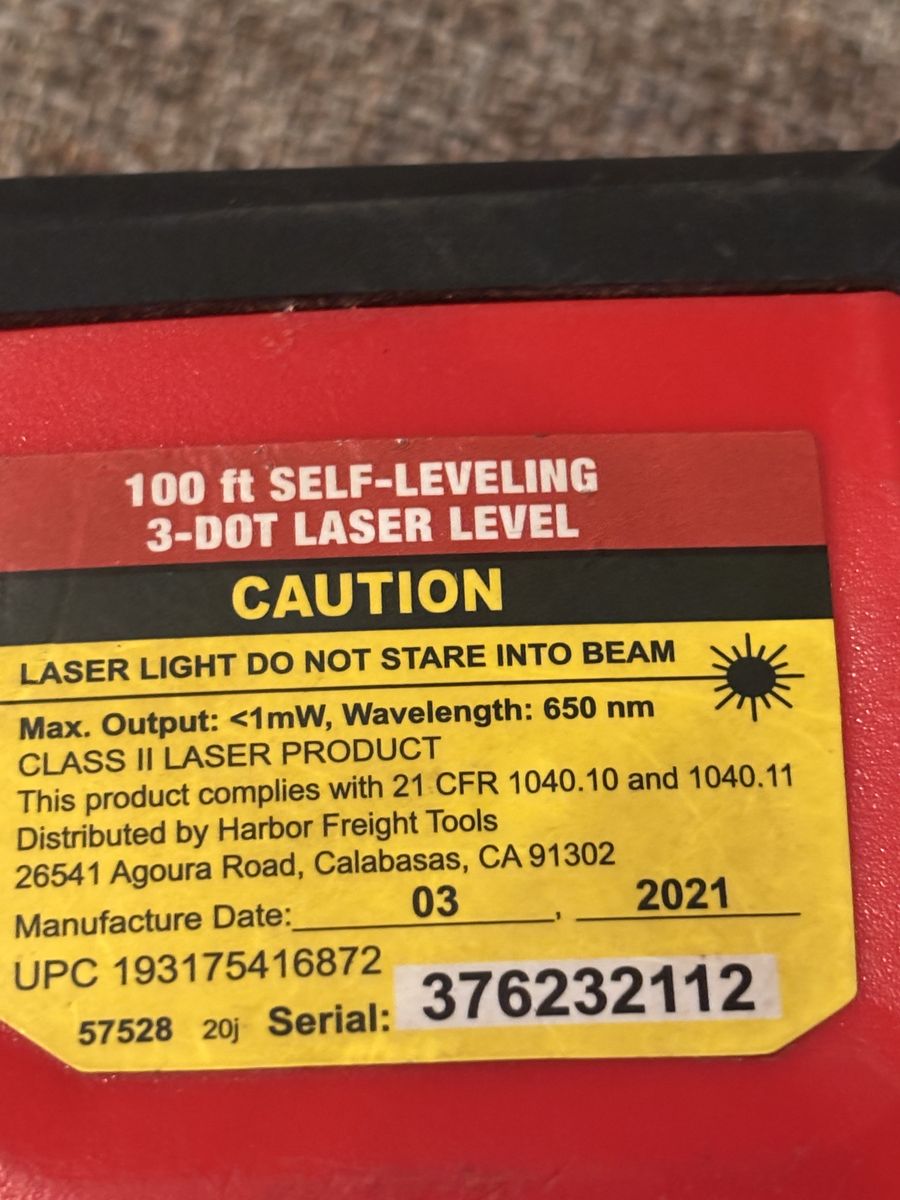 100 ft SELF-LEVELING
3-DOT LASER LEVEL
CAUTION
LASER LIGHT DO NOT STARE INTO BEAM
Max. Output: <1mW, Wavelength: 650 nm
CLASS II LASER PRODUCT
This product complies with 21 CFR 1040.10 and 1040.11
Distributed by Harbor Freight Tools
26541 Agoura Road, Calabasas, CA 91302
Manufacture Date: 03, 2021
UPC 193175416872
57528 20j Serial: 376232112